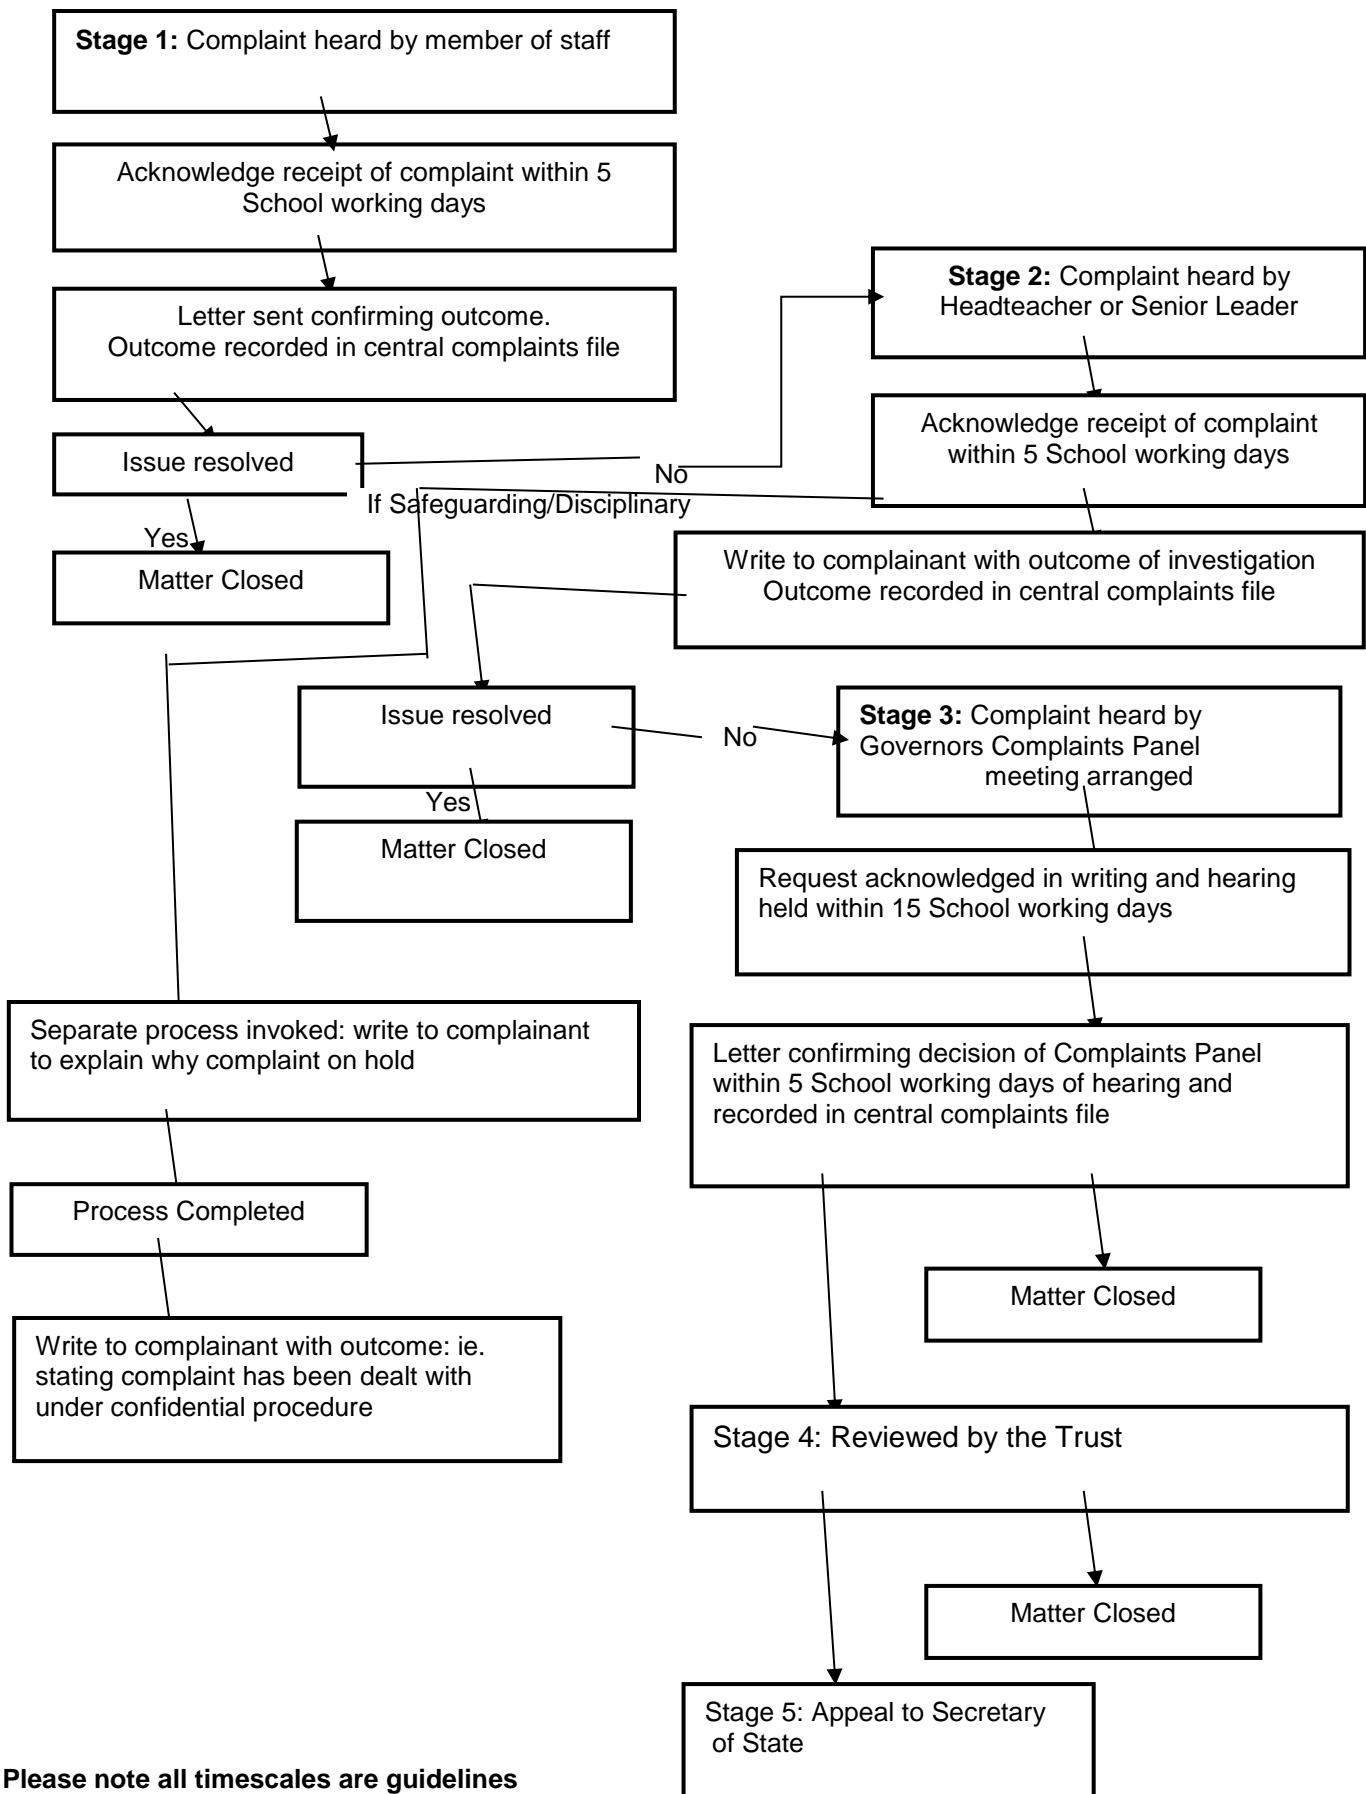 Stage 1: Complaint heard by member of staff
Acknowledge receipt of complaint within 5
School working days
Letter sent confirming outcome.
Outcome recorded in central complaints file
Issue resolved
No
If Safeguarding/Disciplinary
Yes
Matter Closed
Stage 2: Complaint heard by
Headteacher or Senior Leader
Acknowledge receipt of complaint
within 5 School working days
Write to complainant with outcome of investigation
Outcome recorded in central complaints file
Issue resolved
No
Yes
Matter Closed
Stage 3: Complaint heard by
Governors Complaints Panel
meeting arranged
Request acknowledged in writing and hearing
held within 15 School working days
Separate process invoked: write to complainant
to explain why complaint on hold
Process Completed
Write to complainant with outcome: ie.
stating complaint has been dealt with
under confidential procedure
Letter confirming decision of Complaints Panel
within 5 School working days of hearing and
recorded in central complaints file
Matter Closed
Stage 4: Reviewed by the Trust
Matter Closed
Stage 5: Appeal to Secretary
of State
Please note all timescales are guidelines